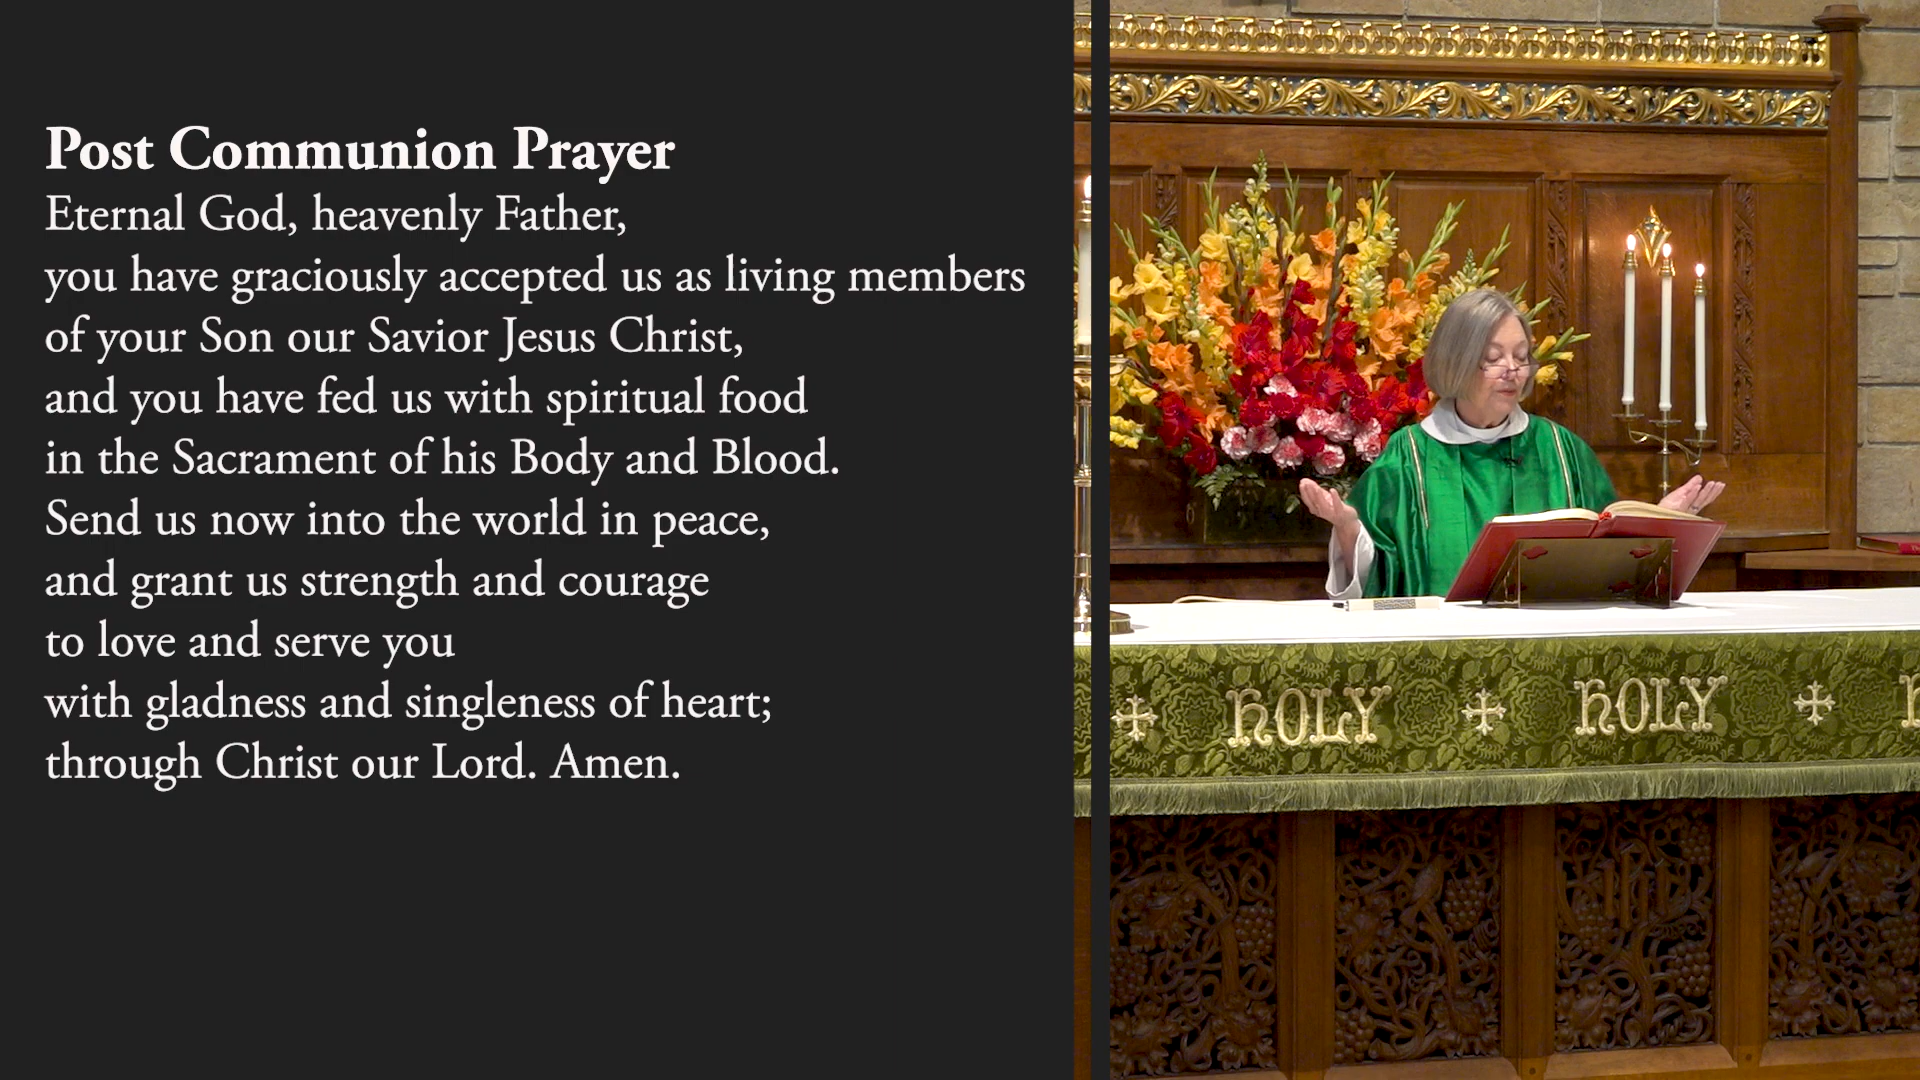 Post Communion Prayer
Eternal God, heavenly Father,
you have graciously accepted us as living members
of your Son our Savior Jesus Christ,
and you have fed us with spiritual food
in the Sacrament of his Body and Blood.
Send us now into the world in peace,
and grant us strength and courage
to love and serve you
with gladness and singleness of heart;
through Christ our Lord. Amen.
HOLY HOLY H